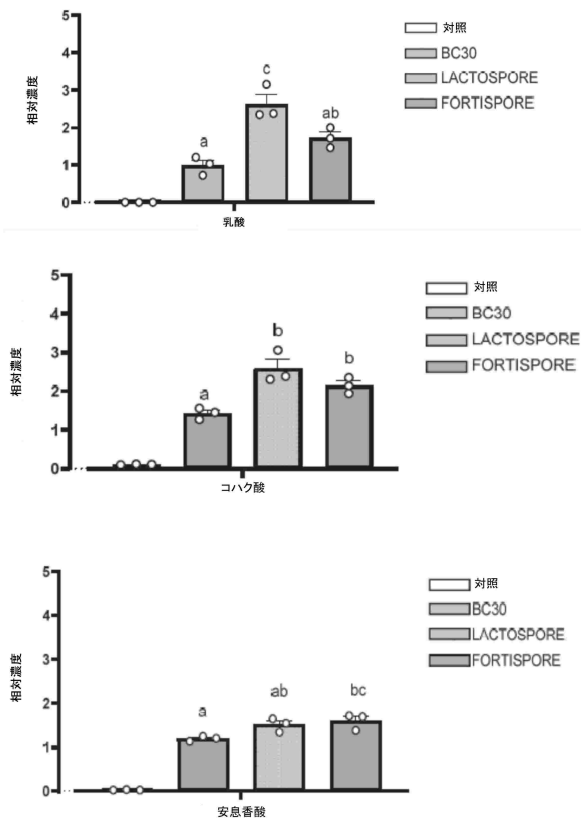 5
4
3
2
1
0
相対濃度
a
c
ab
乳酸
対照
BC30
LACTOSPORE
FORTISPORE
5
4
3
2
1
0
相対濃度
a
b
b
コハク酸
対照
BC30
LACTOSPORE
FORTISPORE
5
4
3
2
1
0
相対濃度
a
ab
bc
安息香酸
対照
BC30
LACTOSPORE
FORTISPORE